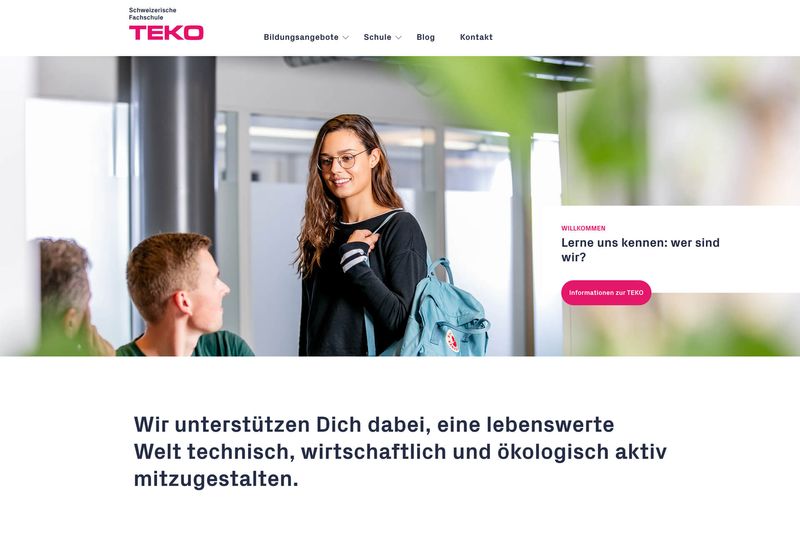 Schweizerische
Fachschule
TEKO
Bildungsangebote
Schule
Blog
Kontakt
WILLKOMMEN
Lerne uns kennen: wer sind
wir?
Informationen zur TEKO
Wir unterstützen Dich dabei, eine lebenswerte
Welt technisch, wirtschaftlich und ökologisch aktiv
mitzugestalten.